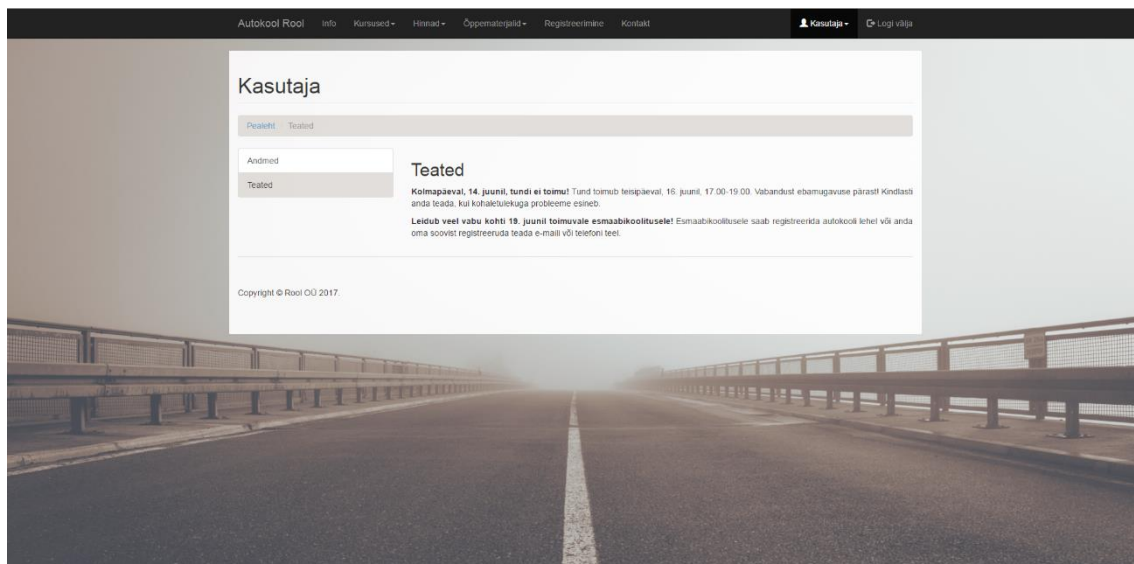 Autokool Rool Info Kursused Hinnad Õppematerjalid Registreerimine Kontakt Kasutaja Logi välja
Kasutaja
Pealeht Teated
Andmed
Teated
Teated
Kolmapäeval, 14. juunil, tundi ei toimu! Tund toimub teisipäeval, 16. juunil, 17.00-19.00. Vabandust ebamugavuse pärast! Kindlasti
anda teada, kui kohaletulekuga probleeme esineb.
Leidub veel vabu kohti 19. juunil toimuvale esmaabikoolitusele! Esmaabikoolitusele saab registreerida autokooli lehel või anda
oma soovist registreeruda teada e-maili või telefoni teel.
Copyright © Rool OÜ 2017.